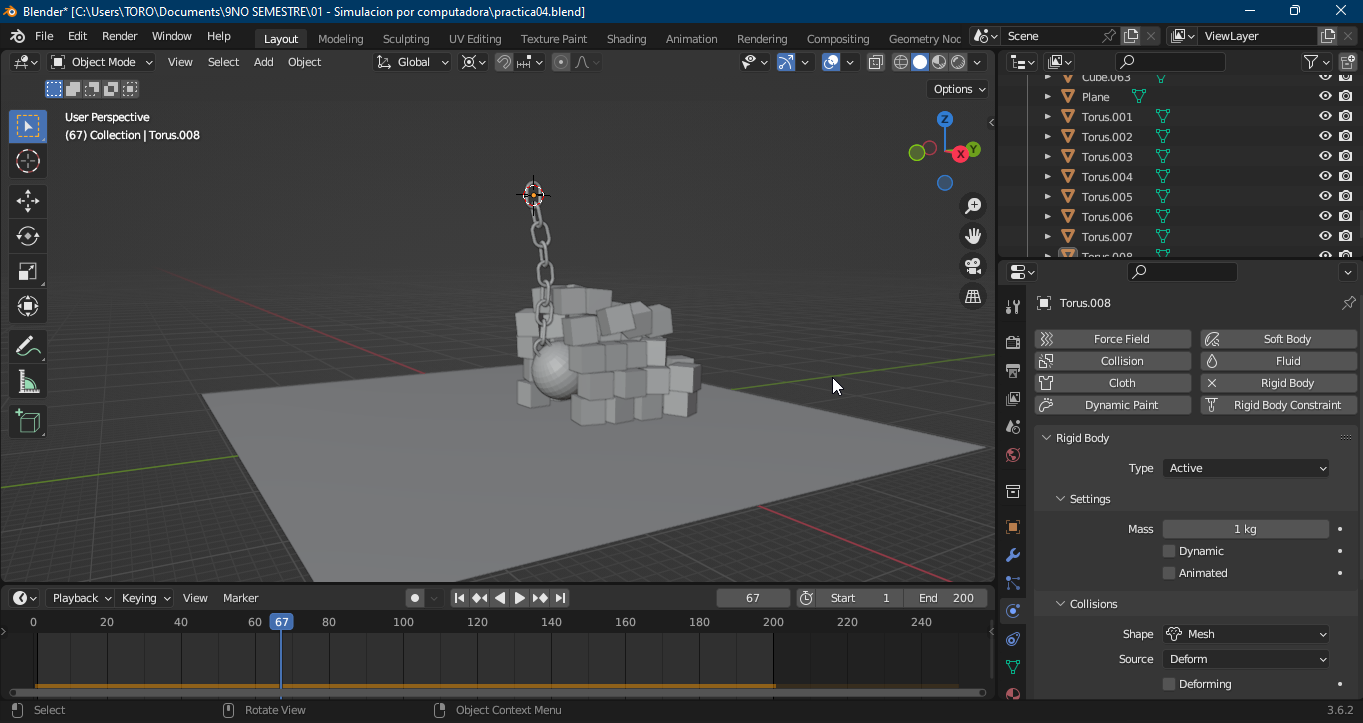 Blender* [C:\Users\TORO\Documents\9NO SEMESTRE\01 - Simulacion por computadora\practica04.blend]
File Edit Render Window Help Layout Modeling Sculpting UV Editing Texture Paint Shading Animation Rendering Compositing Geometry Noc Scene ViewLayer
Object Mode View Select Add Object Global
Options
User Perspective
(67) Collection | Torus.008
Z
Y
X
Cube.063
Plane
Torus.001
Torus.002
Torus.003
Torus.004
Torus.005
Torus.006
Torus.007
Torus.008
Torus.008
Force Field Soft Body
Collision Fluid
Cloth Rigid Body
Dynamic Paint Rigid Body Constraint
Rigid Body
Type Active
Settings
Mass 1 kg
Dynamic
Animated
Collisions
Shape Mesh
Source Deform
Deforming
Playback Keying View Marker 67 Start 1 End 200
0 20 40 60 67 80 100 120 140 160 180 200 220 240
Select Rotate View Object Context Menu 3.6.2